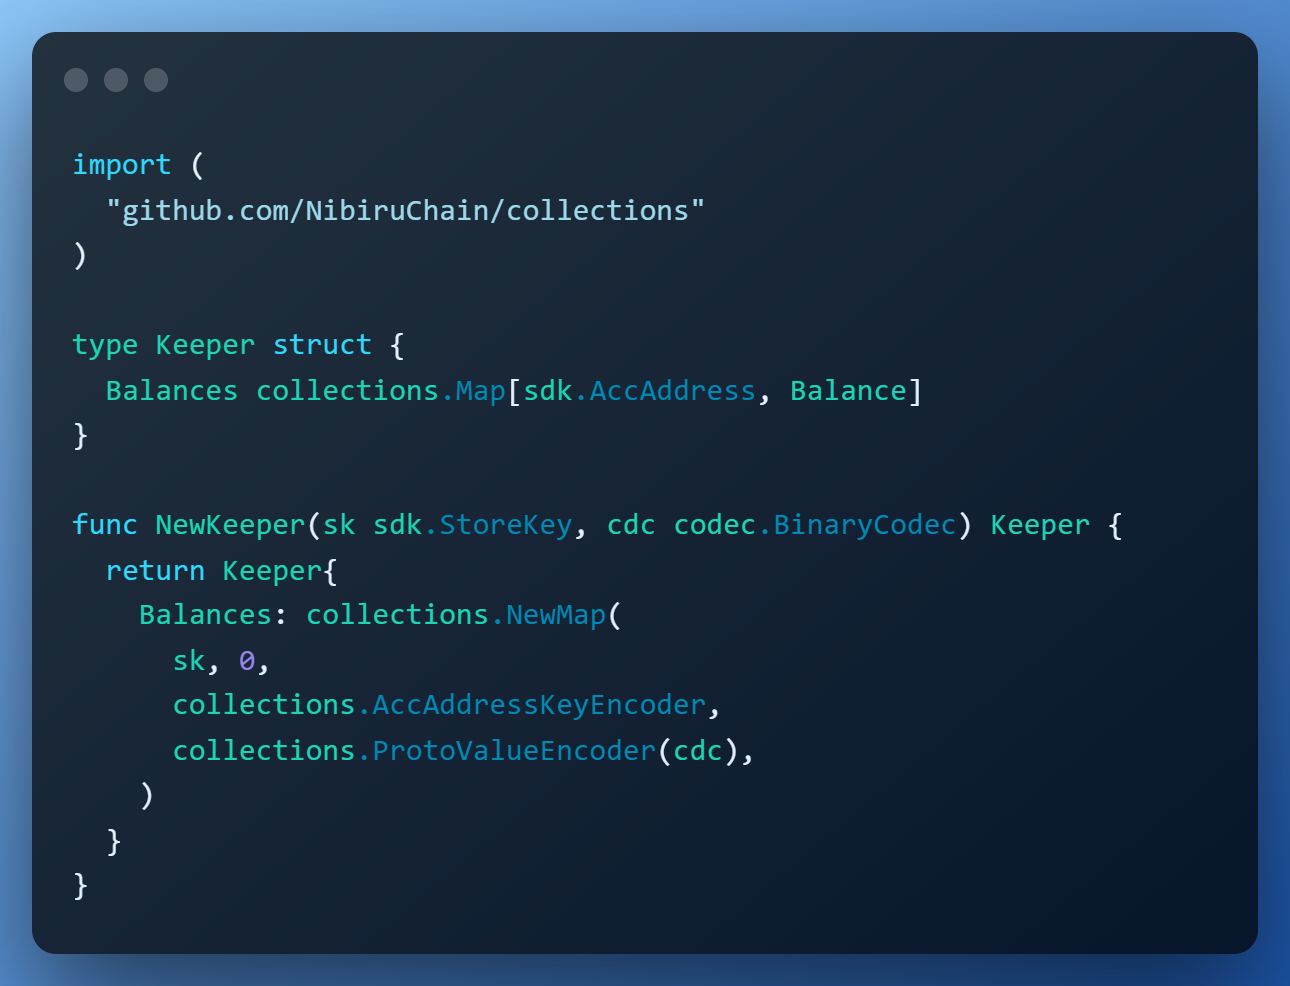 import (
  "github.com/NibiruChain/collections"
)

type Keeper struct {
  Balances collections.Map[sdk.AccAddress, Balance]
}

func NewKeeper(sk sdk.StoreKey, cdc codec.BinaryCodec) Keeper {
  return Keeper{
    Balances: collections.NewMap(
      sk, 0,
      collections.AccAddressKeyEncoder,
      collections.ProtoValueEncoder(cdc),
    )
  }
}